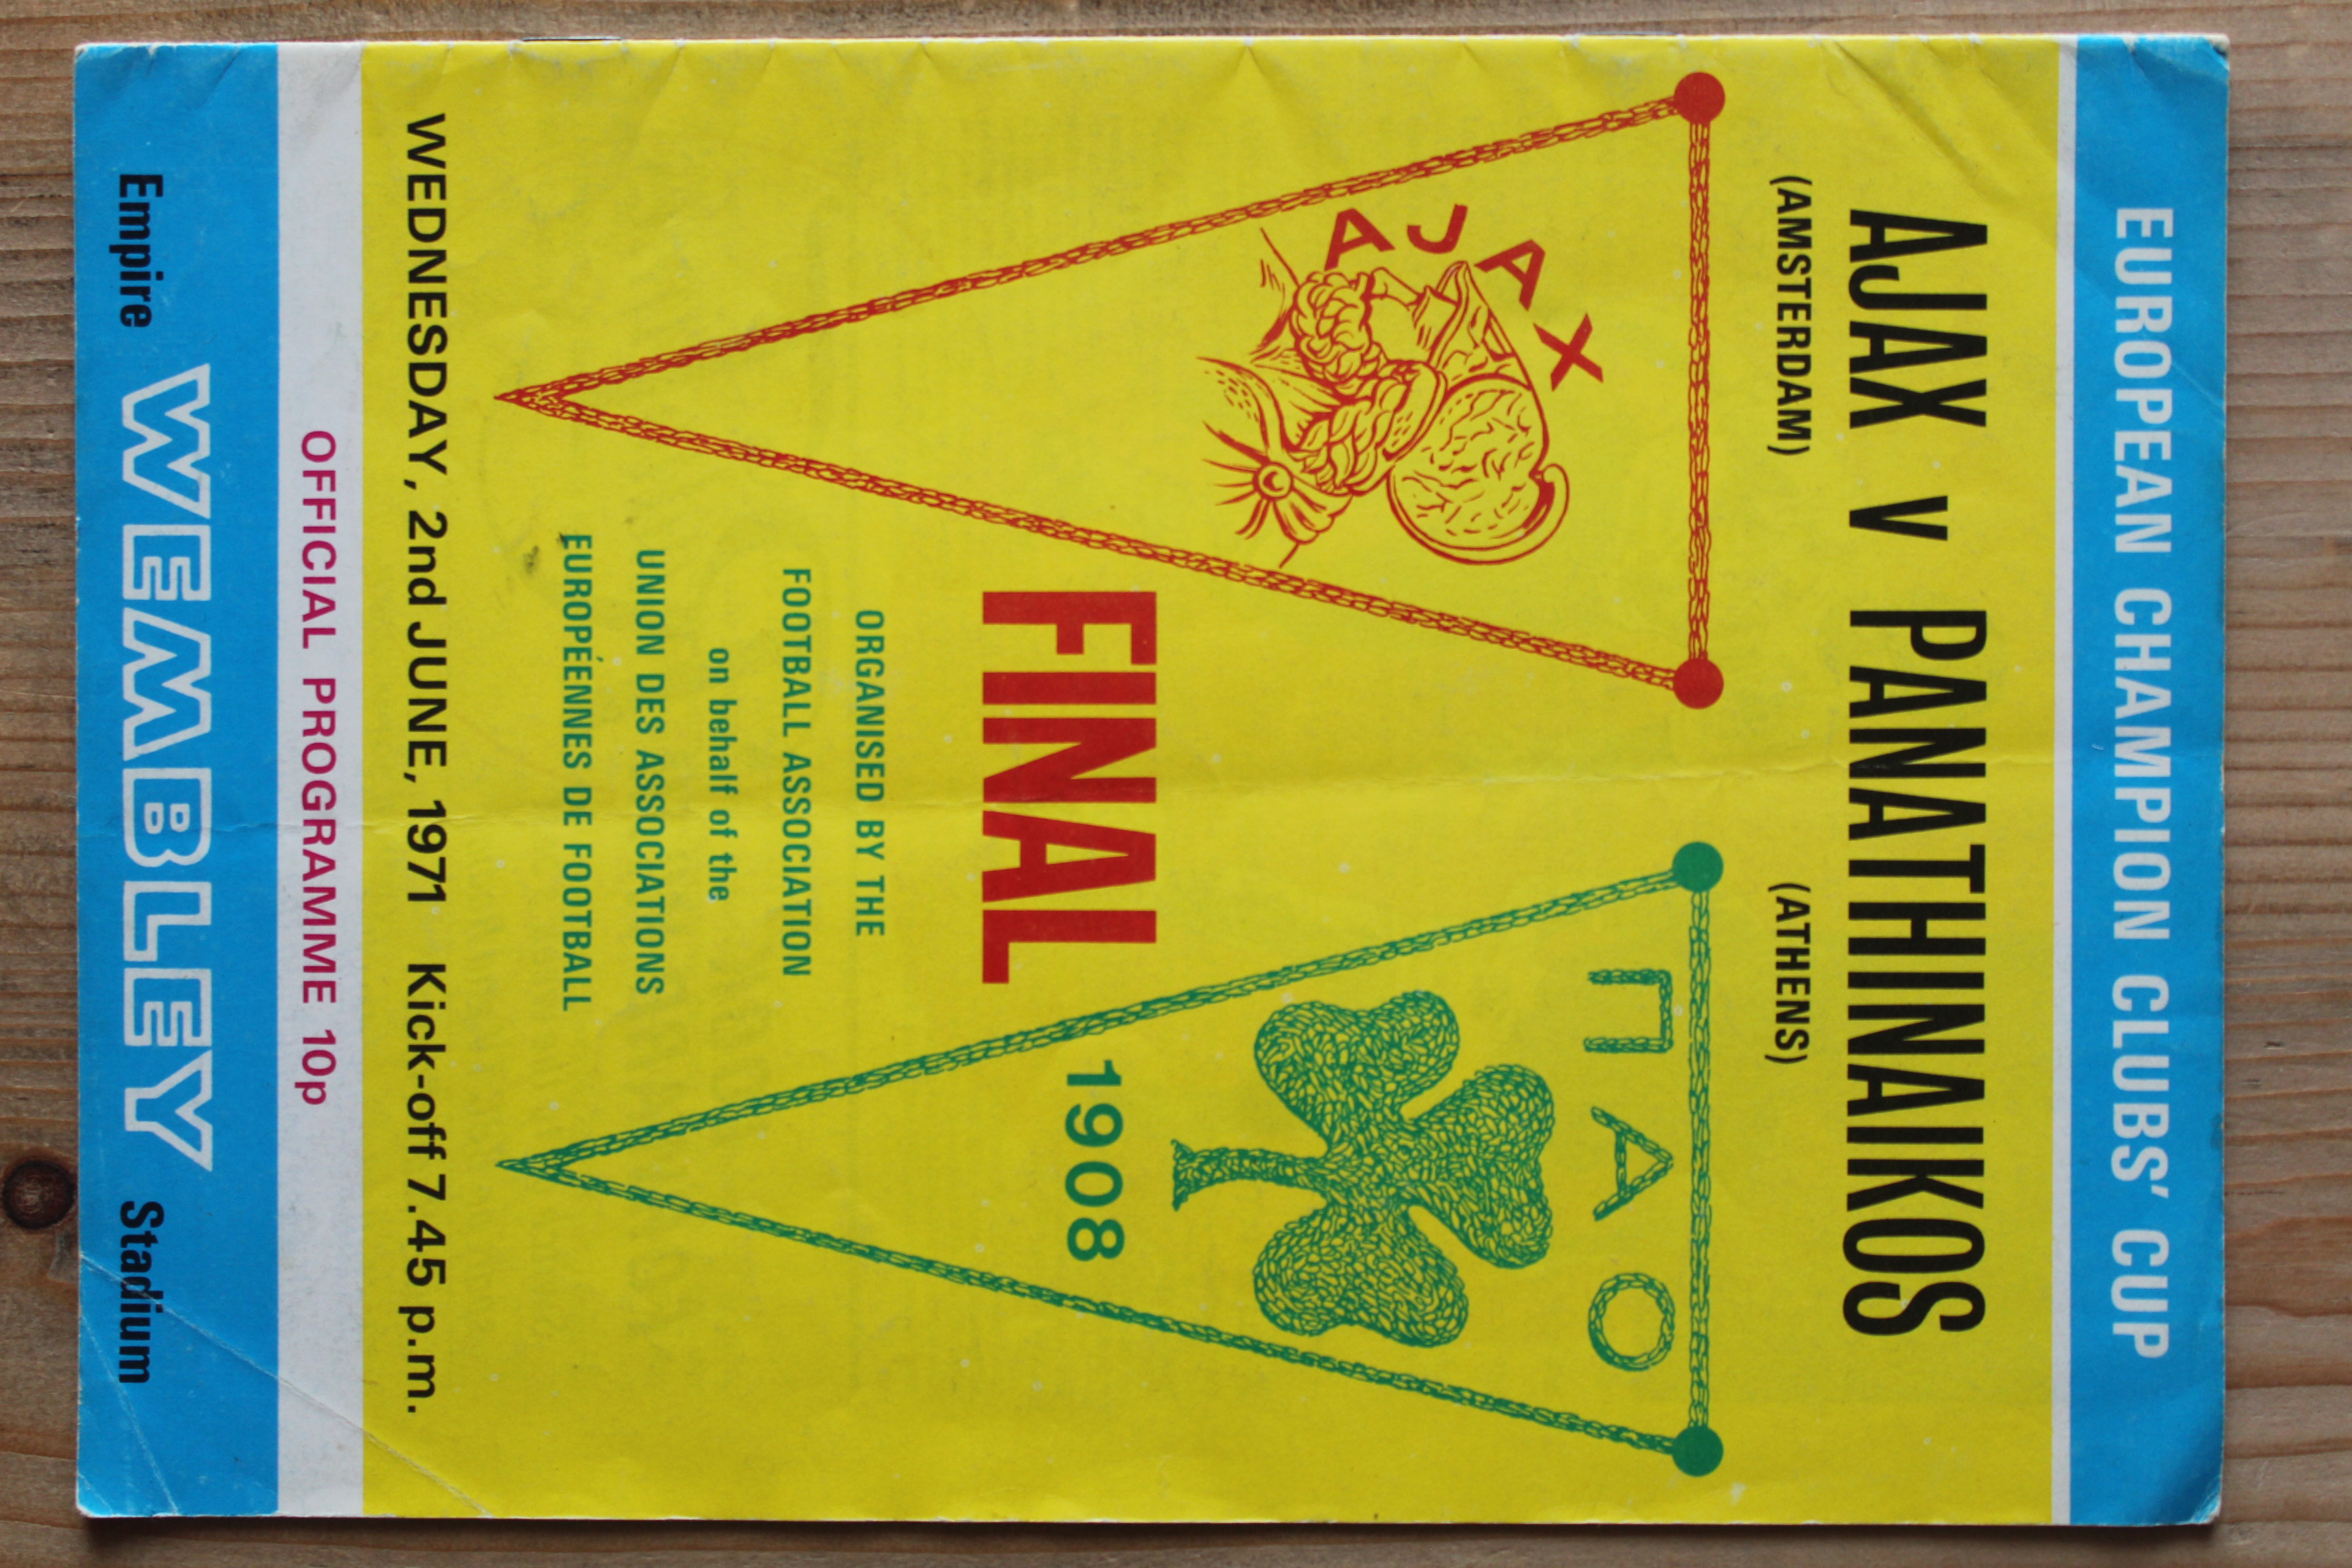 EUROPEAN CHAMPION CLUBS' CUP
AJAX v PANATHINAIKOS
(AMSTERDAM) (ATHENS)
AJAX
ΠΑΟ
1908
FINAL
ORGANISED BY THE
FOOTBALL ASSOCIATION
on behalf of the
UNION DES ASSOCIATIONS
EUROPÉENNES DE FOOTBALL
WEDNESDAY, 2nd JUNE, 1971 Kick-off 7.45 p.m.
OFFICIAL PROGRAMME 10p
Empire WEMBLEY Stadium